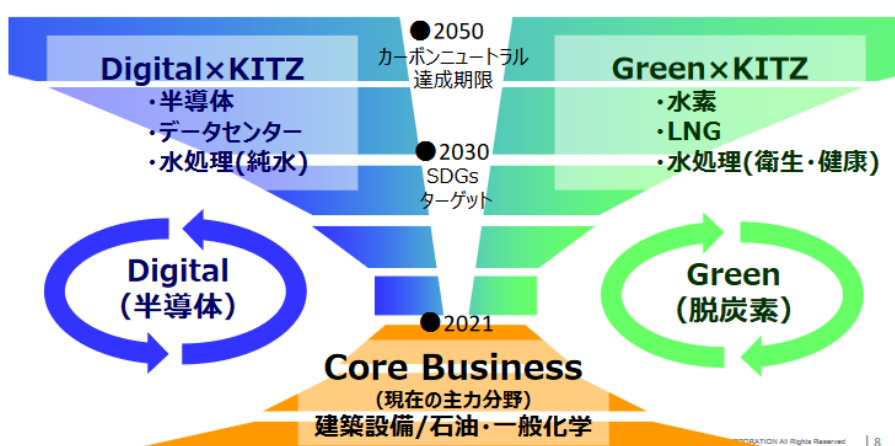 ●2050
カーボンニュートラル
達成期限
Digital×KITZ
・半導体
・データセンター
・水処理(純水)
Green×KITZ
・水素
・LNG
・水処理(衛生・健康)
●2030
SDGs
ターゲット
Digital
(半導体)
Green
(脱炭素)
●2021
Core Business
(現在の主力分野)
建築設備/石油・一般化学
All Rights Reserved
| 8